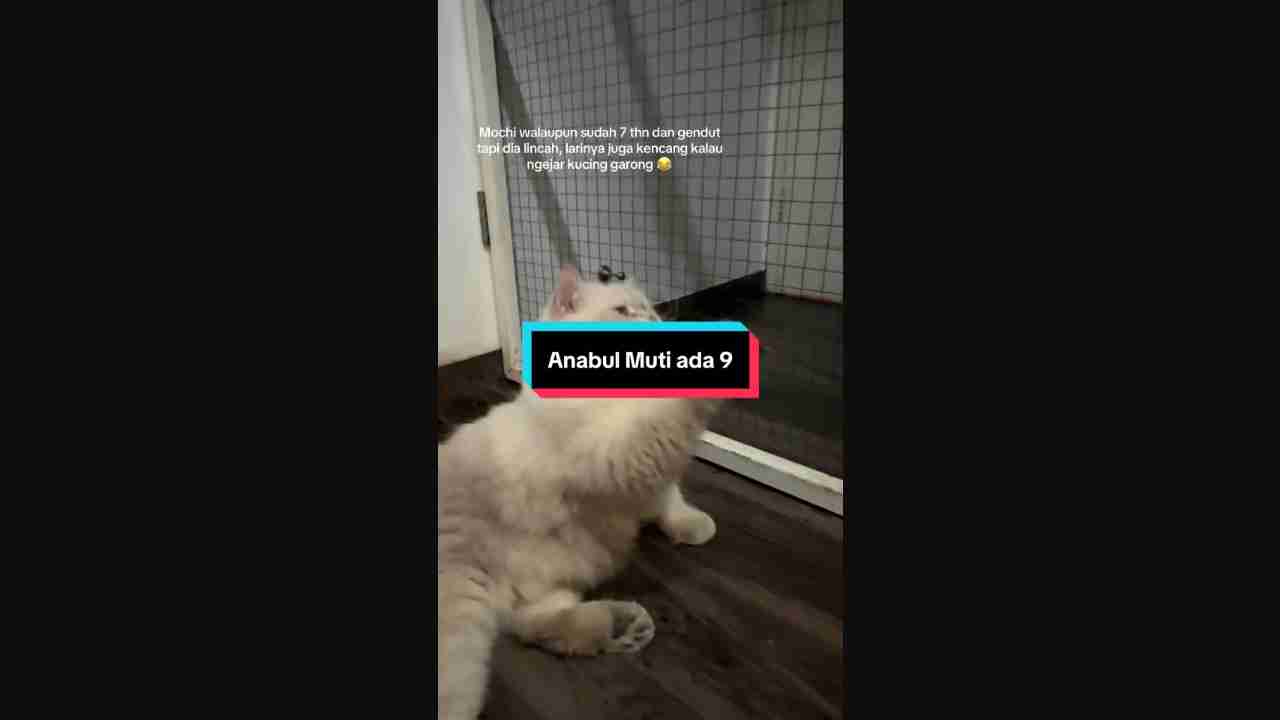 Mochi walaupun sudah 7 thn dan gendut
tapi dia lincah, larinya juga kencang kalau
ngejar kucing garong 😂
Anabul Muti ada 9